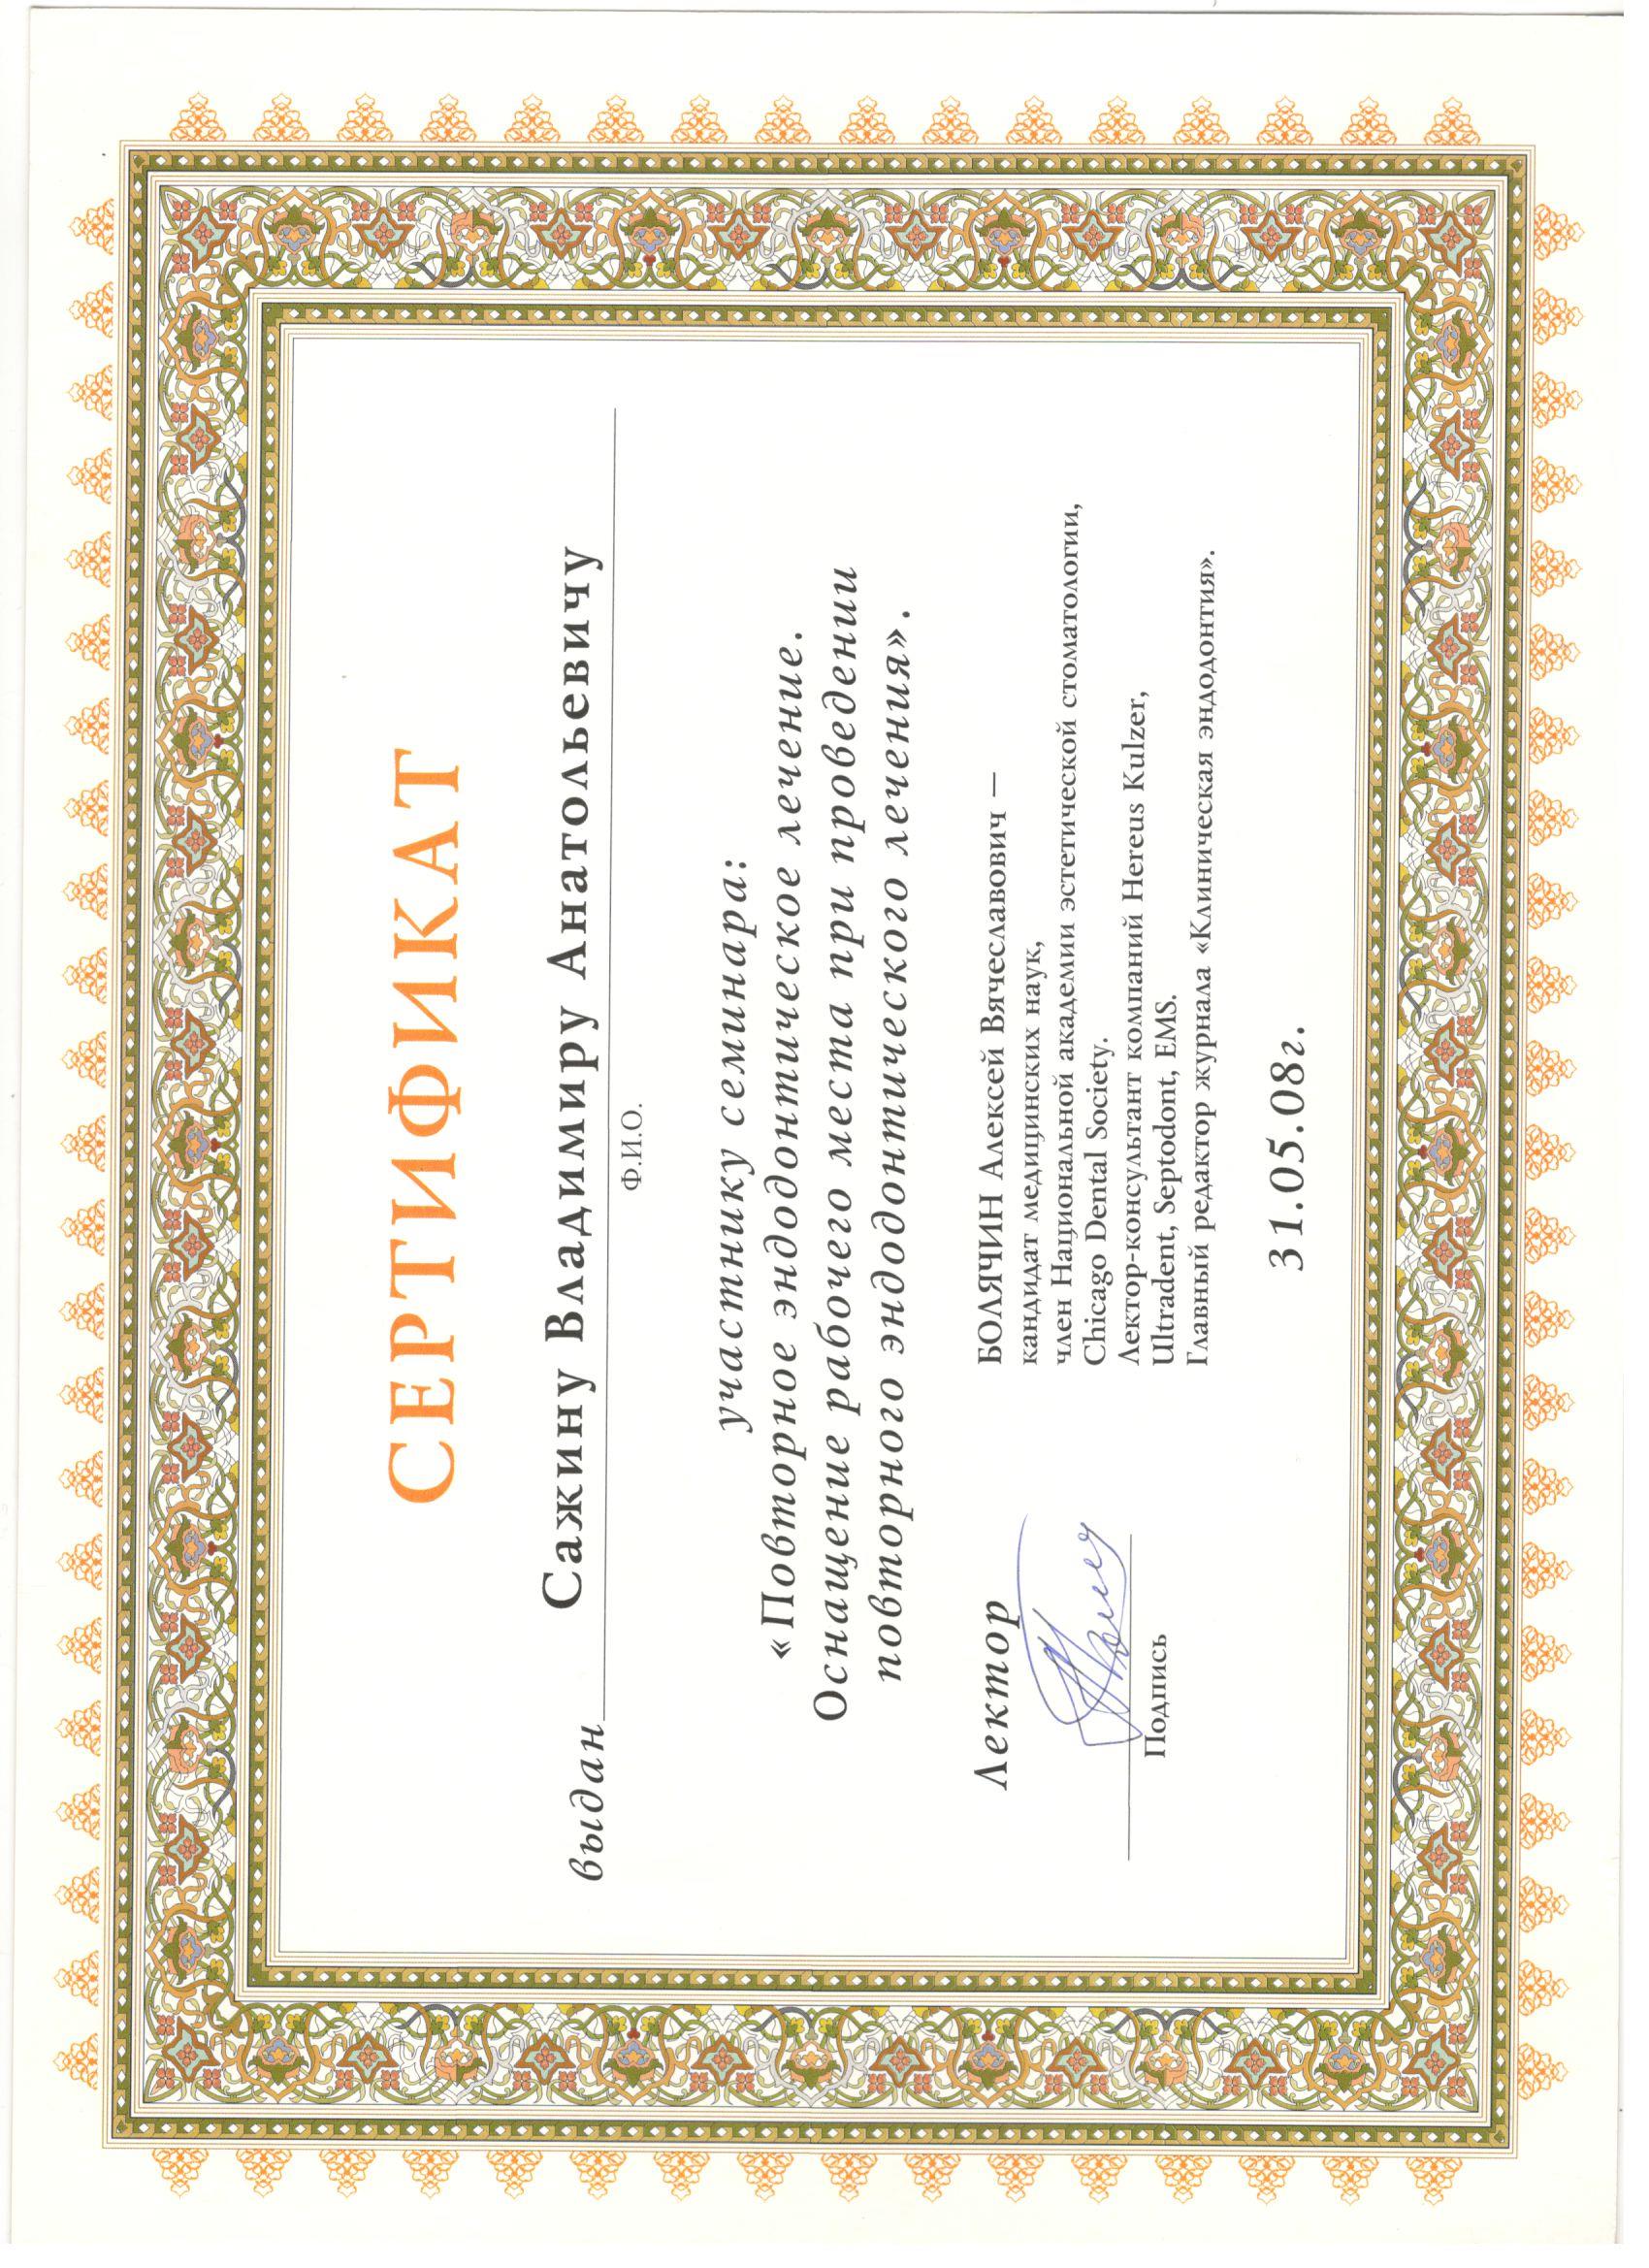 СЕРТИФИКАТ
выдан Сажину Владимиру Анатольевичу
Ф.И.О.
участнику семинара:
«Повторное эндодонтическое лечение.
Оснащение рабочего места при проведении
повторного эндодонтического лечения».
Лектор
Подпись
БОЛЯЧИН Алексей Вячеславович —
кандидат медицинских наук,
член Национальной академии эстетической стоматологии,
Chicago Dental Society.
Лектор-консультант компаний Hereus Kulzer,
Ultradent, Septodont, EMS.
Главный редактор журнала «Клиническая эндодонтия».
31.05.08г.